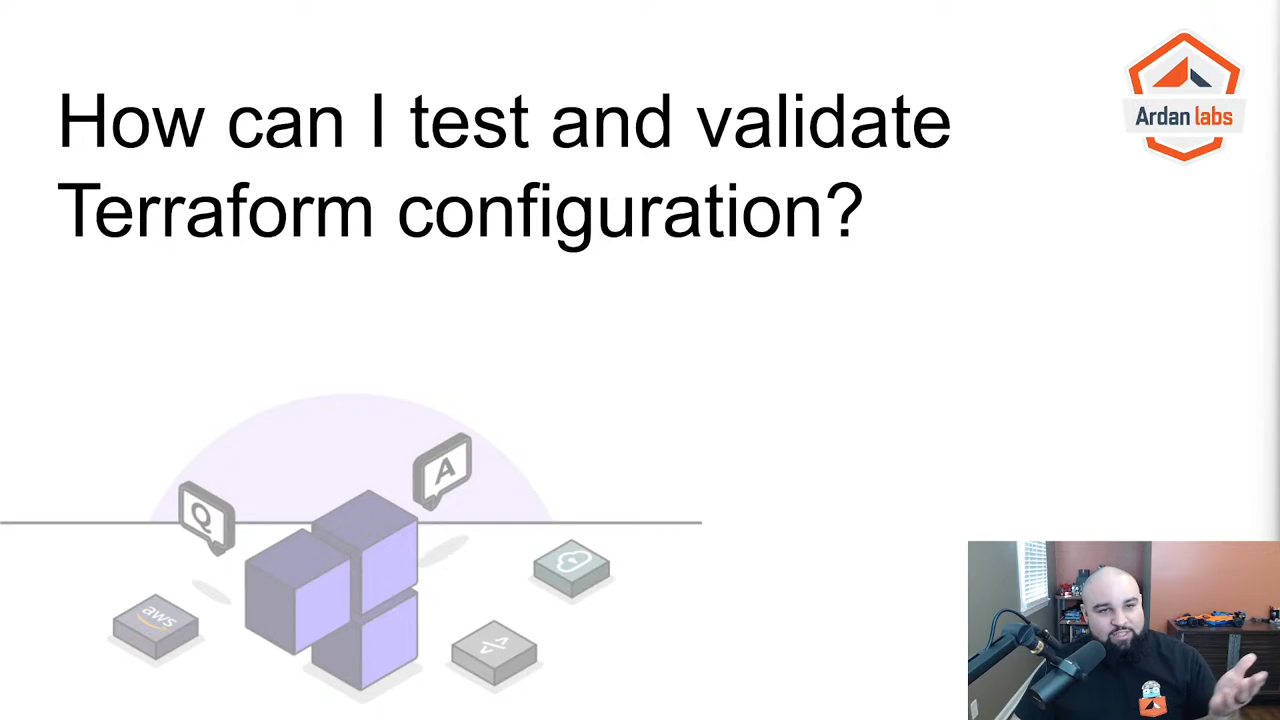 How can I test and validate
Terraform configuration?
Ardan labs
A
Q
aws